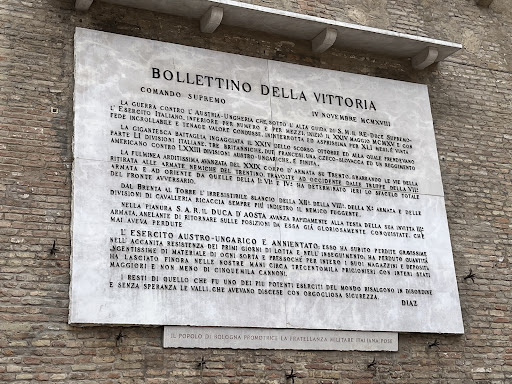 BOLLETTINO DELLA VITTORIA
COMANDO SUPREMO IV NOVEMBRE MCMXVIII
LA GUERRA CONTRO L'AUSTRIA-UNGHERIA CHE, SOTTO L'ALTA GUIDA DI S. M. IL RE-DUCE SUPREMO-
L'ESERCITO ITALIANO, INFERIORE PER NUMERO E PER MEZZI, INIZIÒ IL XXIV MAGGIO MCMXV E CON
FEDE INCROLLABILE E TENACE VALORE CONDUSSE, ININTERROTTA ED ASPRISSIMA PER XLI MESI, È VINTA.
LA GIGANTESCA BATTAGLIA INGAGGIATA IL XXIV DELLO SCORSO OTTOBRE ED ALLA QUALE PRENDEVANO
PARTE LI DIVISIONI ITALIANE, TRE BRITANNICHE, DUE FRANCESI, UNA CZECO-SLOVACCA ED UN REGGIMENTO
AMERICANO CONTRO LXXIII DIVISIONI AUSTRO-UNGARICHE, È FINITA.
LA FULMINEA ARDITISSIMA AVANZATA DEL XXIX CORPO D'ARMATA SU TRENTO, SBARRANDO LE VIE DELLA
RITIRATA ALLE ARMATE NEMICHE DEL TRENTINO, TRAVOLTE AD OCCIDENTE DALLE TRUPPE DELLA VII
ARMATA E AD ORIENTE DA QUELLE DELLA I, VI E IV, HA DETERMINATO IERI LO SFACELO TOTALE
DEL FRONTE AVVERSARIO.
DAL BRENTA AL TORRE L'IRRESISTIBILE SLANCIO DELLA XII, DELLA VIII, DELLA X ARMATA E DELLE
DIVISIONI DI CAVALLERIA RICACCIA SEMPRE PIÙ INDIETRO IL NEMICO FUGGENTE.
NELLA PIANURA S. A. R. IL DUCA D'AOSTA AVANZA RAPIDAMENTE ALLA TESTA DELLA SUA INVITTA III
ARMATA, ANELANTE DI RITORNARE SULLE POSIZIONI DA ESSA GIÀ GLORIOSAMENTE CONQUISTATE, CHE
MAI AVEVA PERDUTE
L'ESERCITO AUSTRO-UNGARICO È ANNIENTATO: ESSO HA SUBITO PERDITE GRAVISSIME
NELL'ACCANITA RESISTENZA DEI PRIMI GIORNI DI LOTTA E NELL'INSEGUIMENTO; HA PERDUTO QUANTITÀ
INGENTISSIME DI MATERIALE DI OGNI SORTA E PRESSOCHÈ PER INTERO I SUOI MAGAZZINI E DEPOSITI.
HA LASCIATO FINORA NELLE NOSTRE MANI CIRCA TRECENTOMILA PRIGIONIERI CON INTERI STATI
MAGGIORI E NON MENO DI CINQUEMILA CANNONI.
I RESTI DI QUELLO CHE FU UNO DEI PIÙ POTENTI ESERCITI DEL MONDO RISALGONO IN DISORDINE
E SENZA SPERANZA LE VALLI, CHE AVEVANO DISCESE CON ORGOGLIOSA SICUREZZA.
DIAZ
IL POPOLO DI BOLOGNA PROMOTRICE LA FRATELLANZA MILITARE ITALIANA POSE